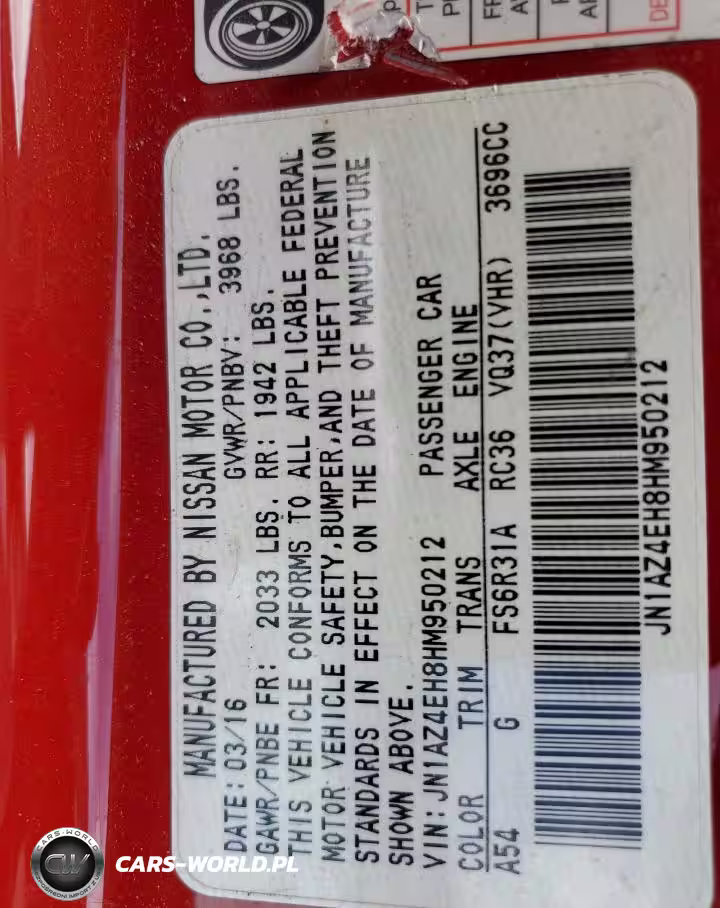 MANUFACTURED BY NISSAN MOTOR CO.,LTD.
DATE: 03/16 GVWR/PNBV: 3968 LBS.
GAWR/PNBE FR: 2033 LBS. RR: 1942 LBS.
THIS VEHICLE CONFORMS TO ALL APPLICABLE FEDERAL
MOTOR VEHICLE SAFETY,BUMPER,AND THEFT PREVENTION
STANDARDS IN EFFECT ON THE DATE OF MANUFACTURE
SHOWN ABOVE.
VIN:JN1AZ4EH8HM950212 PASSENGER CAR
COLOR TRIM TRANS AXLE ENGINE
A54 G FS6R31A RC36 VQ37(VHR) 3696CC
JN1AZ4EH8HM950212
CARS-WORLD
CW
CARS-WORLD.PL